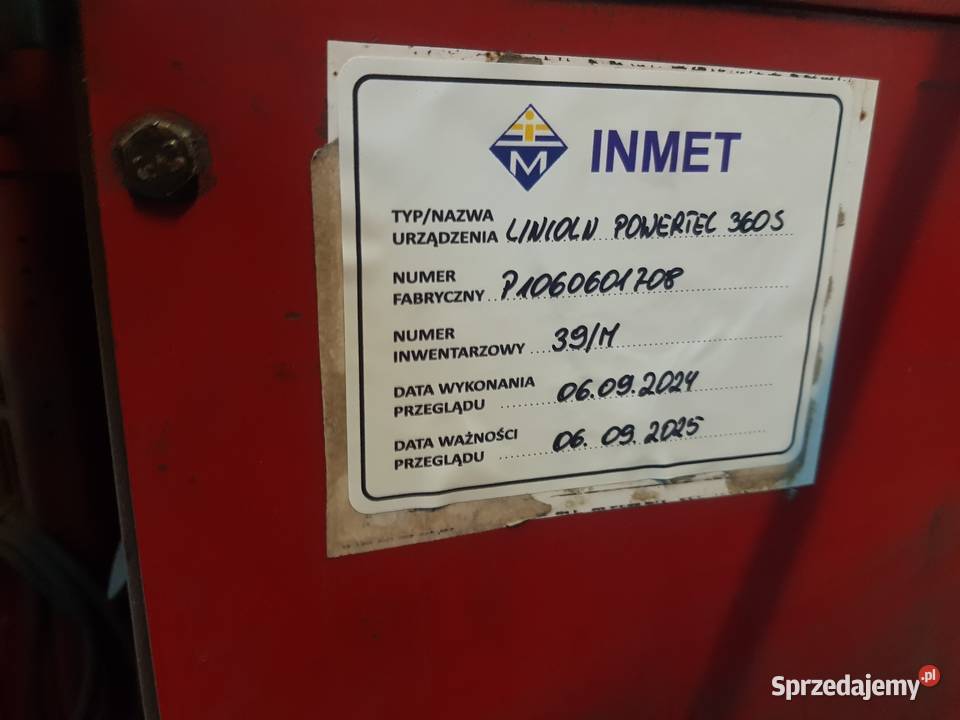 INMET
TYP/NAZWA
URZĄDZENIA LINIOLN POWERTEC 360S
NUMER
FABRYCZNY P1060601708
NUMER
INWENTARZOWY 39/M
DATA WYKONANIA
PRZEGLĄDU 06.09.2024
DATA WAŻNOŚCI
PRZEGLĄDU 06.09.2025
Sprzedajemy.pl